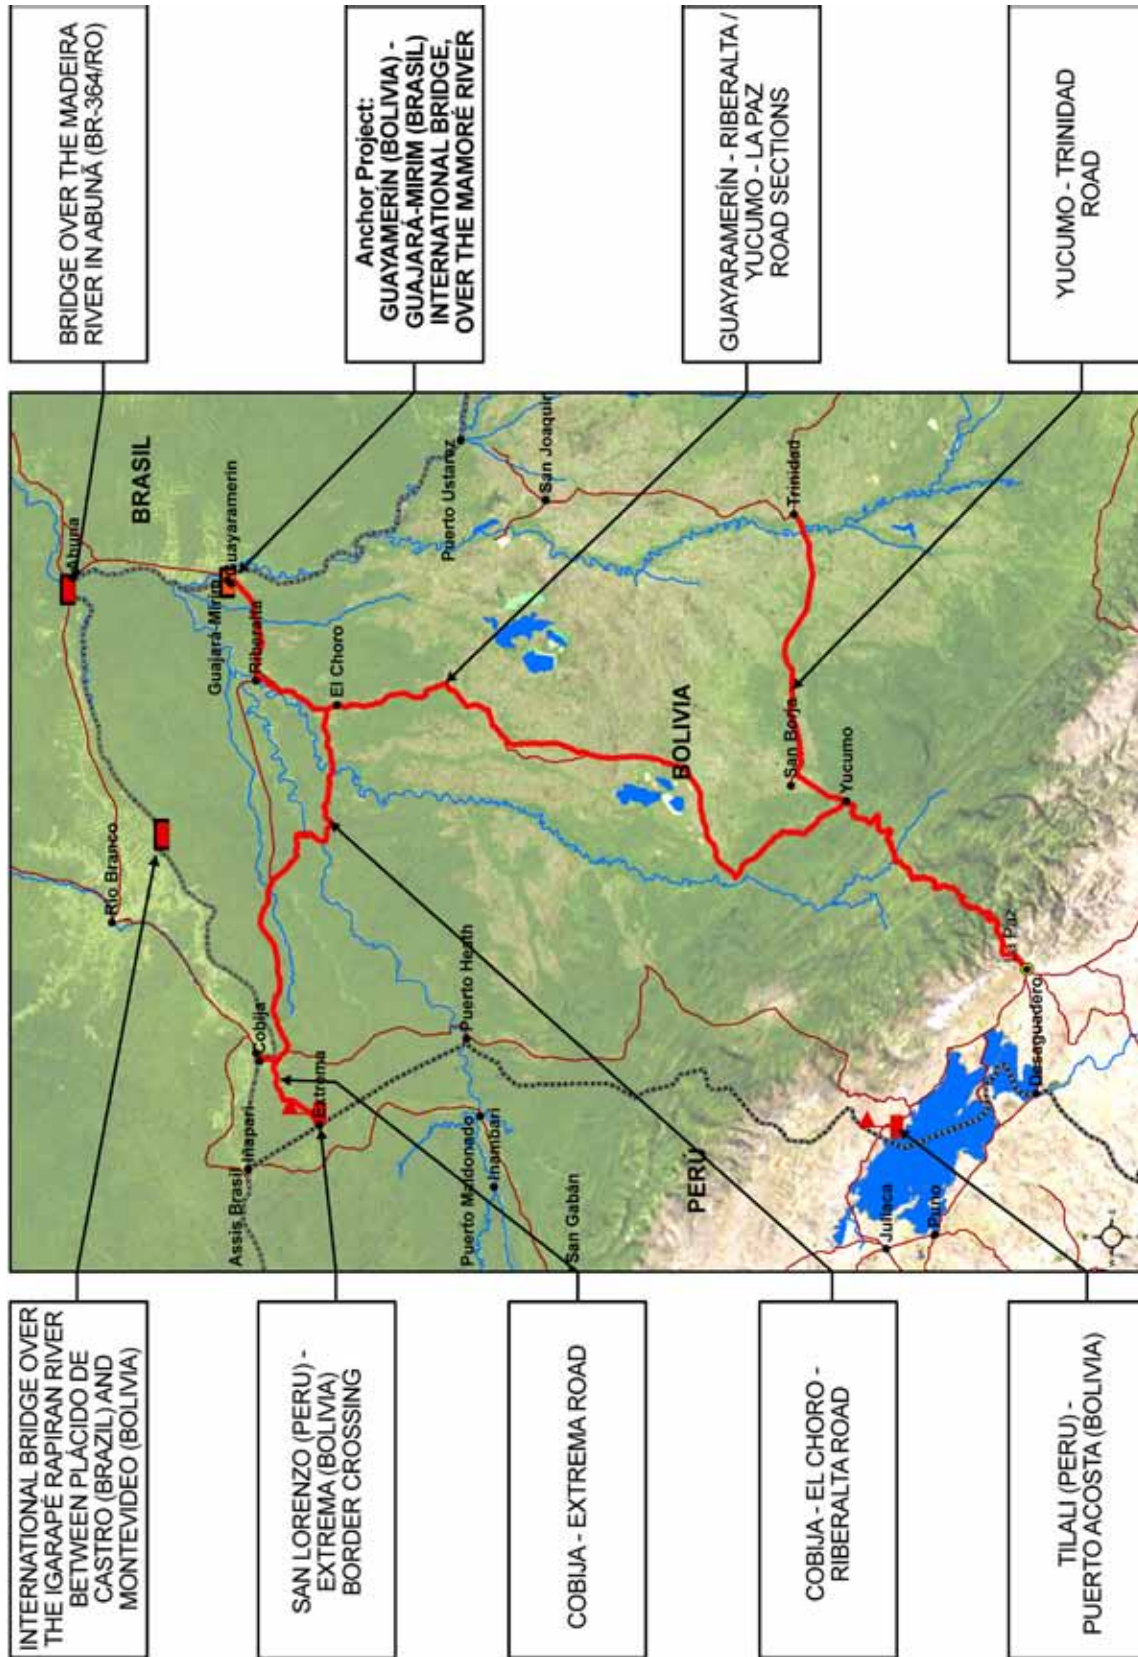 INTERNATIONAL BRIDGE OVER
THE IGARAPÉ RAPIRAN RIVER
BETWEEN PLÁCIDO DE
CASTRO (BRAZIL) AND
MONTEVIDEO (BOLIVIA)
SAN LORENZO (PERU) -
EXTREMA (BOLIVIA)
BORDER CROSSING
COBIJA - EXTREMA ROAD
COBIJA - EL CHORO -
RIBERALTA ROAD
TILALI (PERU) -
PUERTO ACOSTA (BOLIVIA)
BRASIL
Abuna
Rio Branco
Guayaramerin
Guajará-Mirim
Riberalta
Cobija
Iñapari
Assis Brasil
Extrema
El Choro
Puerto Ustarez
San Joaquin
Puerto Heath
Puerto Maldonado
Inambari
San Gabán
PERÚ
BOLIVIA
Trinidad
San Borja
Yucumo
La Paz
Desaguadero
Juliaca
Puno
BRIDGE OVER THE MADEIRA
RIVER IN ABUNÃ (BR-364/RO)
Anchor Project:
GUAYAMERÍN (BOLIVIA) -
GUAJARÁ-MIRIM (BRASIL)
INTERNATIONAL BRIDGE,
OVER THE MAMORÉ RIVER
GUAYARAMERÍN - RIBERALTA /
YUCUMO - LA PAZ
ROAD SECTIONS
YUCUMO - TRINIDAD
ROAD